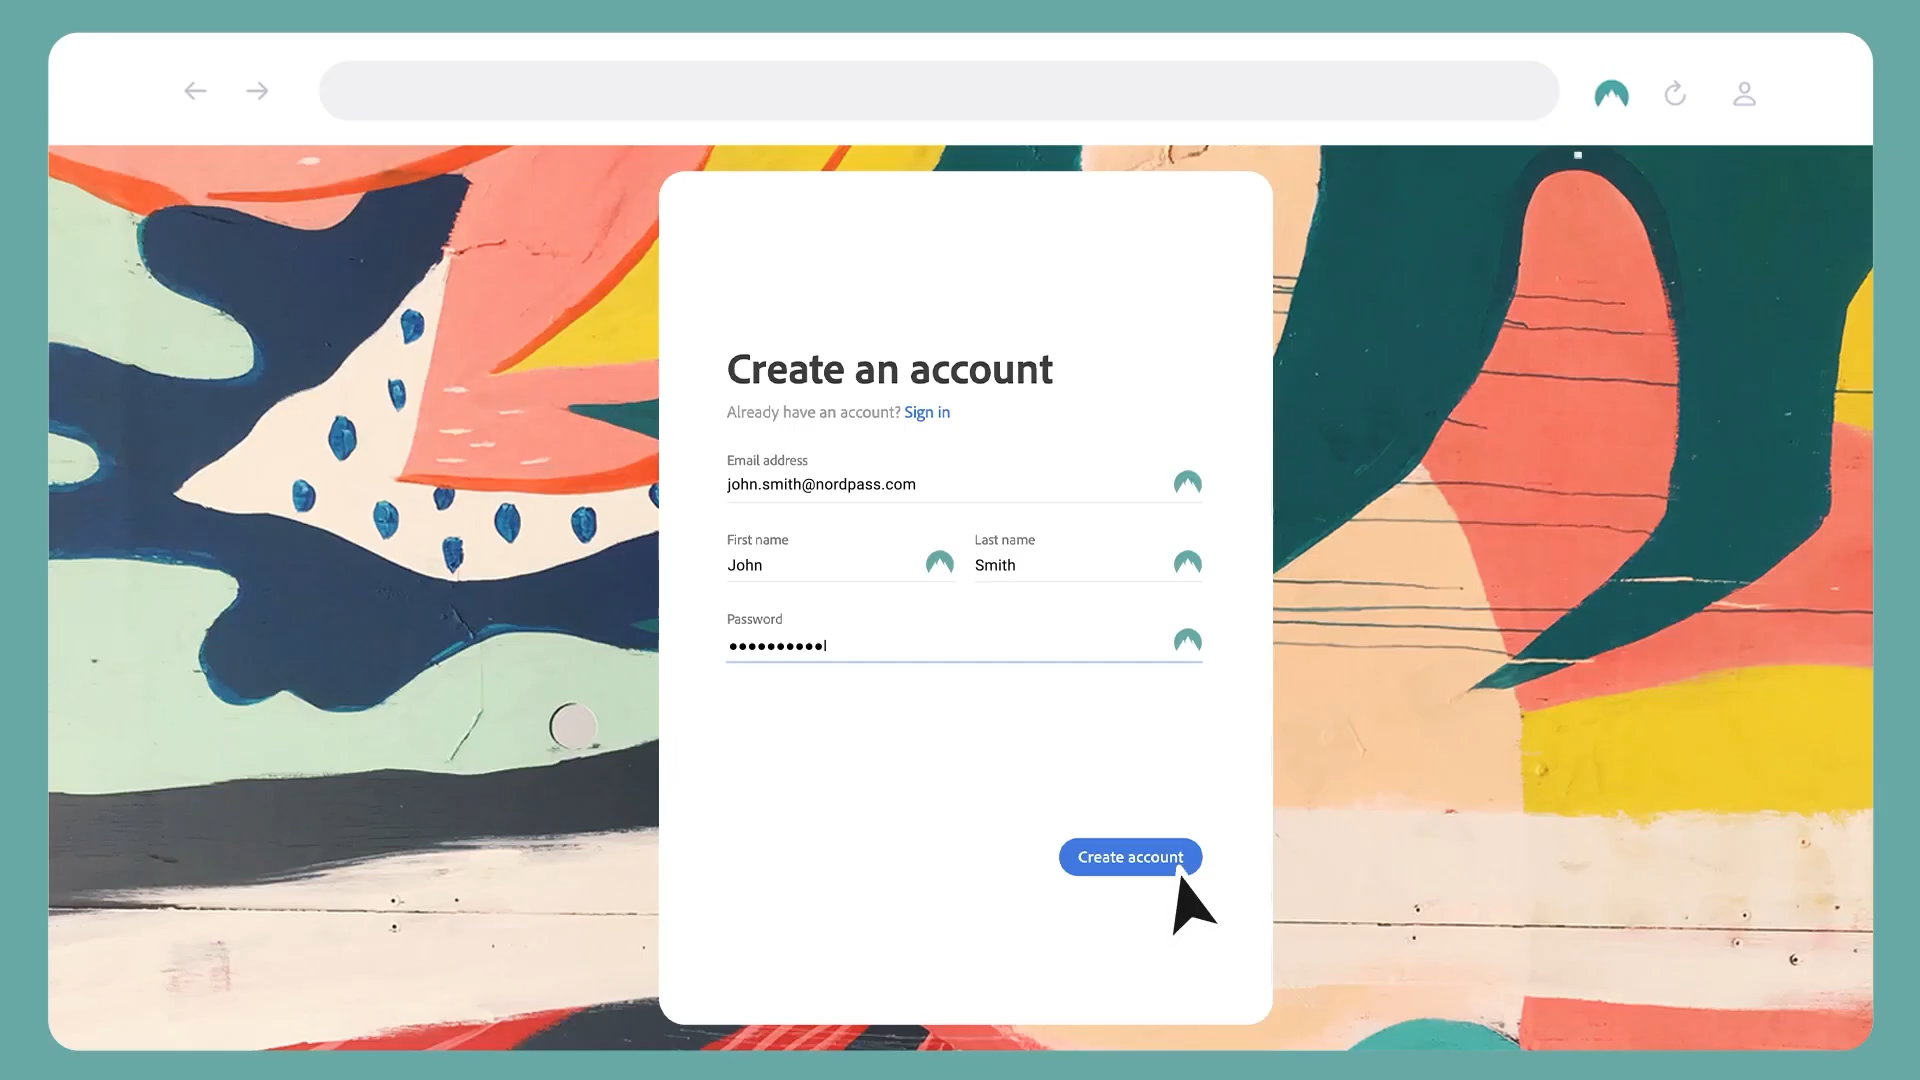 Create an account
Already have an account? Sign in
Email address
john.smith@nordpass.com
First name
Last name
John
Smith
Password
••••••••••
Create account